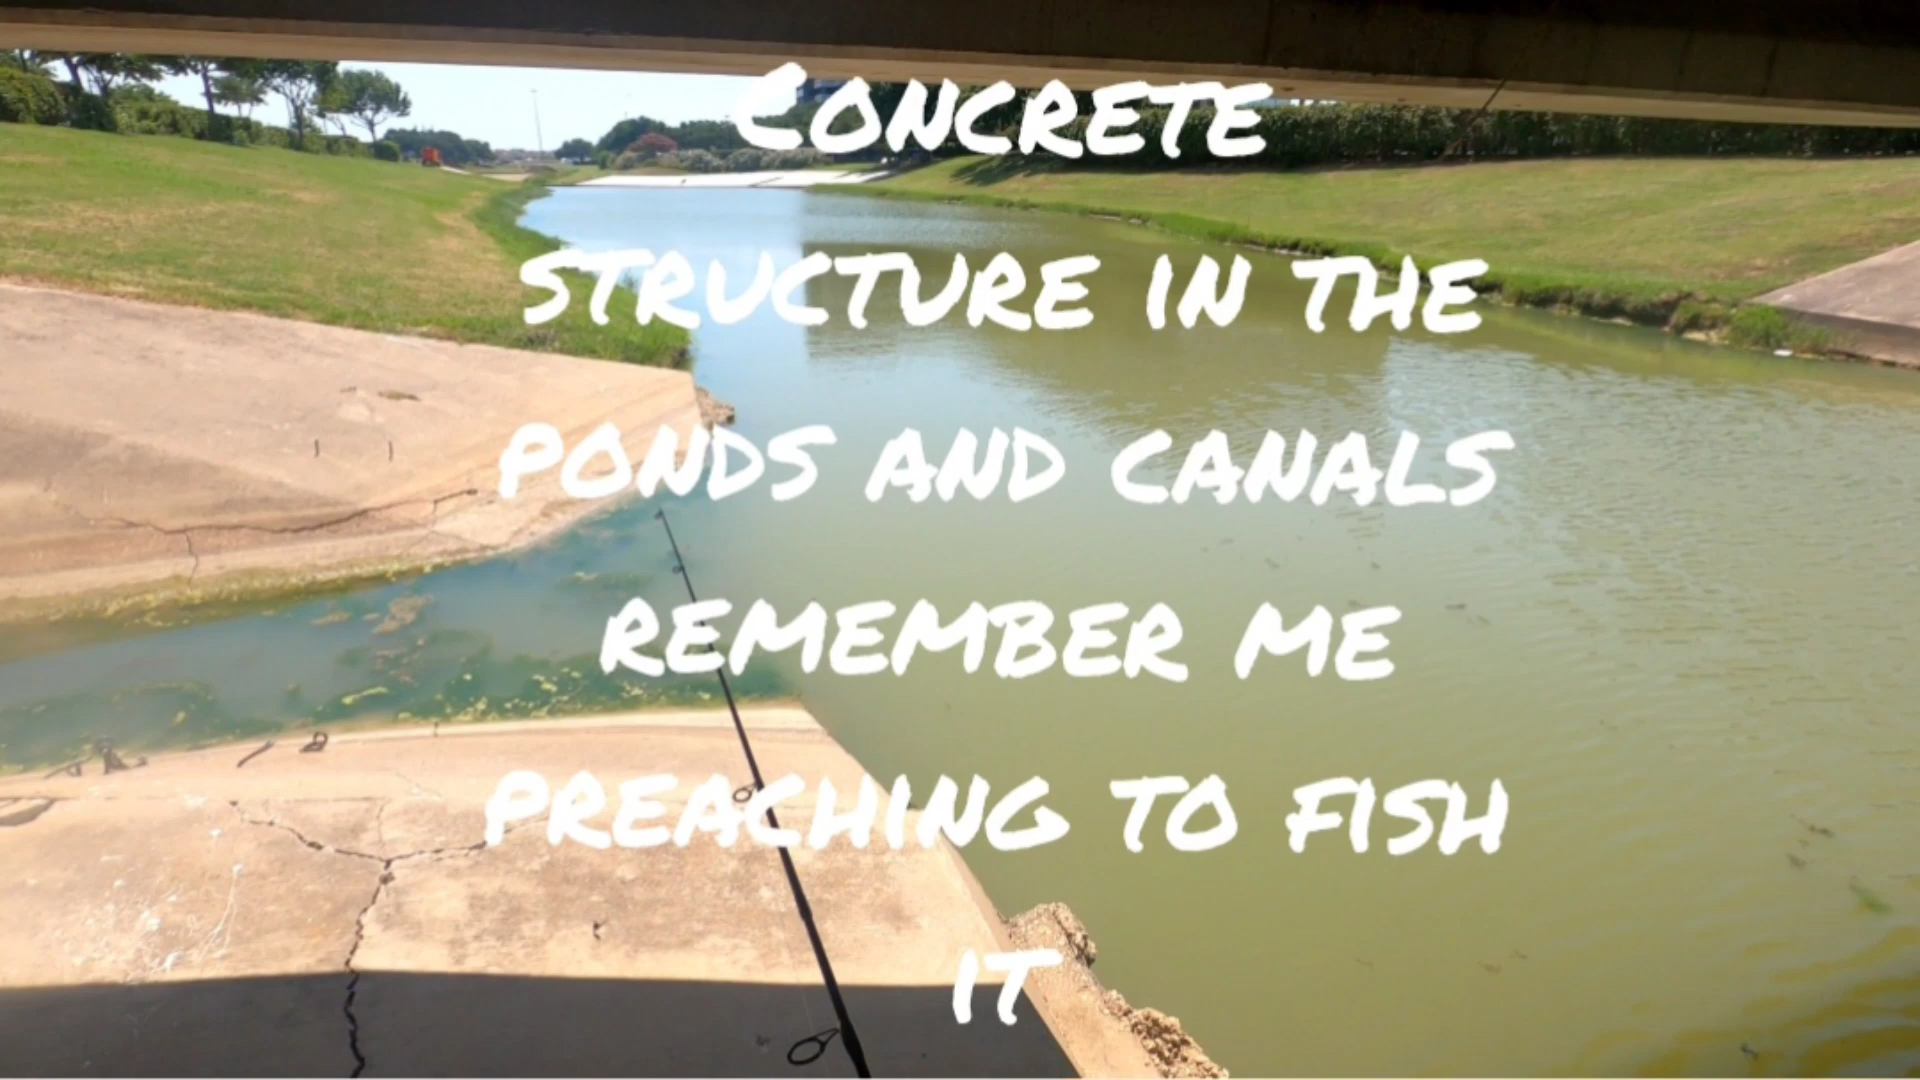 CONCRETE
STRUCTURE IN THE
PONDS AND CANALS
REMEMBER ME
PREACHING TO FISH
IT